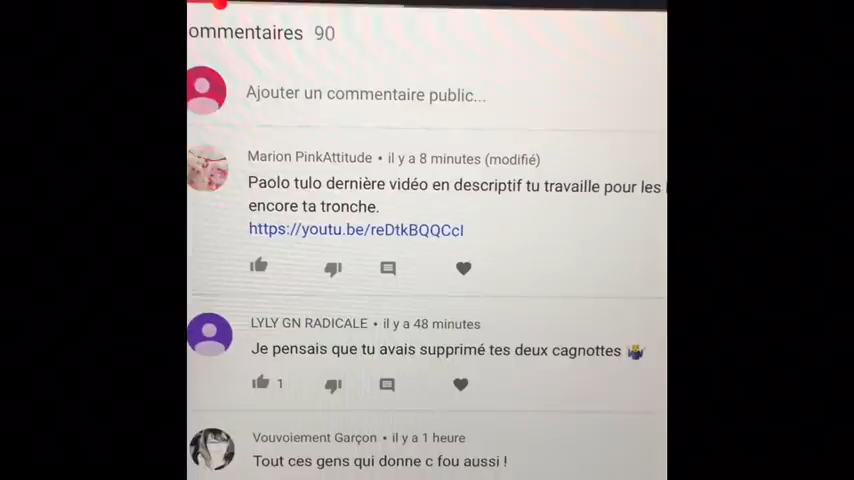 ommentaires 90
Ajouter un commentaire public...
Marion PinkAttitude • il y a 8 minutes (modifié)
Paolo tulo dernière vidéo en descriptif tu travaille pour les
encore ta tronche.
https://youtu.be/reDtkBQQCcI
LYLY GN RADICALE • il y a 48 minutes
Je pensais que tu avais supprimé tes deux cagnottes 🤷‍♂️
1
Vouvoiement Garçon • il y a 1 heure
Tout ces gens qui donne c fou aussi !